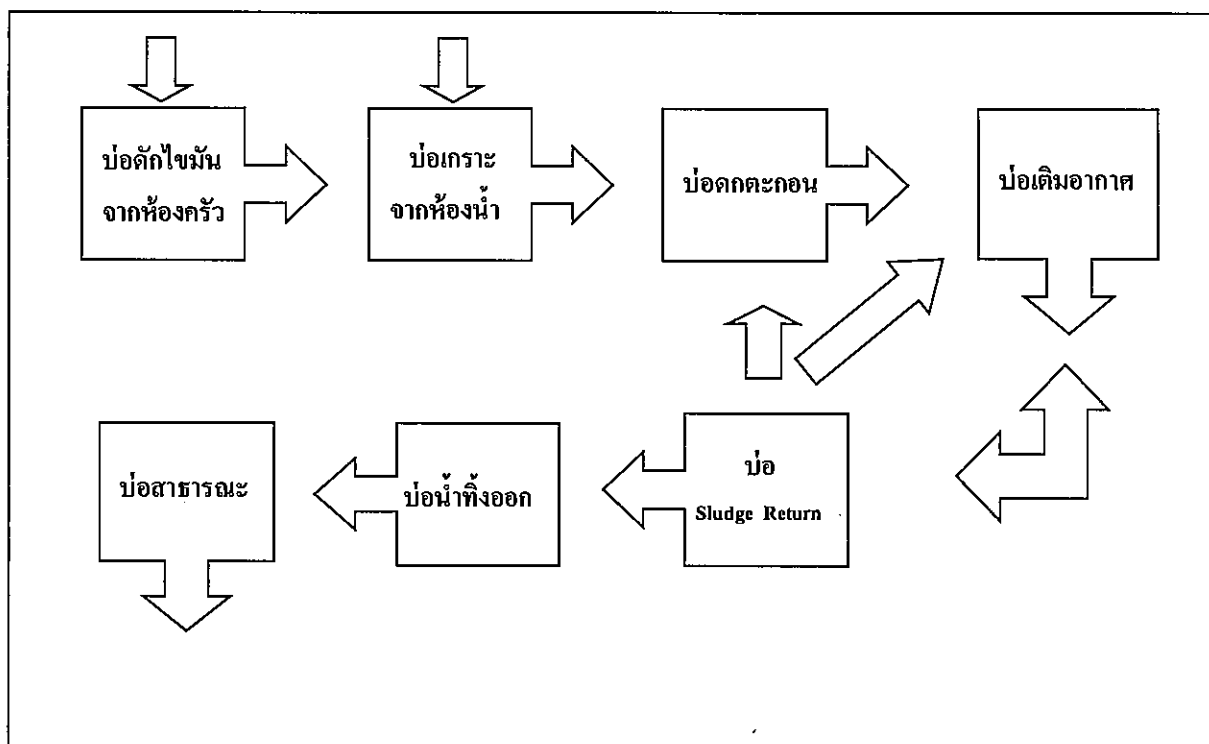 บ่อดักไขมัน
จากห้องครัว
บ่อเกราะ
จากห้องน้ำ
บ่อตกตะกอน
บ่อเติมอากาศ
บ่อสาธารณะ
บ่อน้ำทิ้งออก
บ่อ
Sludge Return